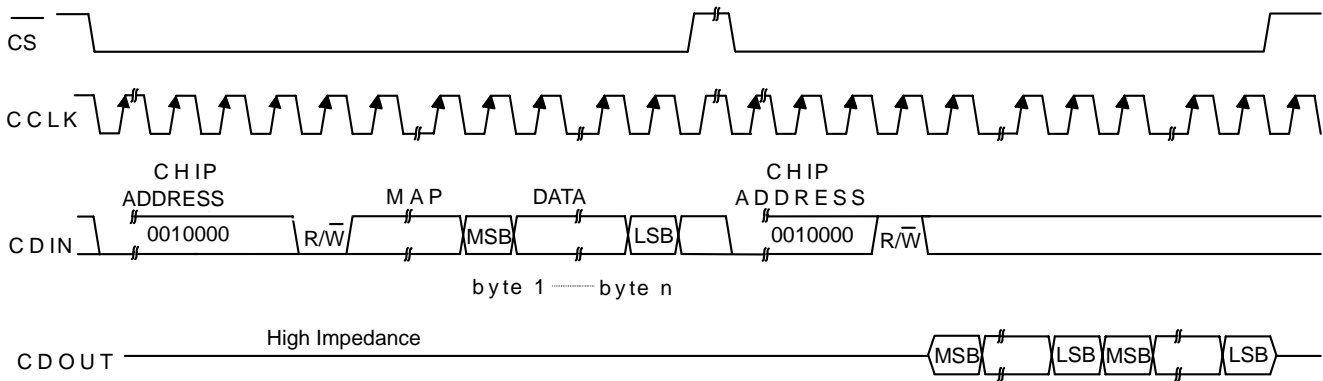 CS
CCLK
CHIP
ADDRESS
MAP
DATA
CHIP
ADDRESS
CDIN
0010000
R/W
MSB
LSB
0010000
R/W
byte 1
byte n
High Impedance
CDOUT
MSB
LSB
MSB
LSB